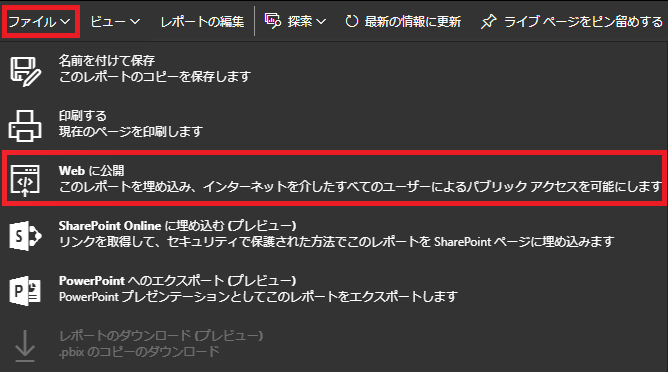 ファイル ビュー レポートの編集 探索 最新の情報に更新 ライブ ページをピン留めする
名前を付けて保存
このレポートのコピーを保存します
印刷する
現在のページを印刷します
Web に公開
このレポートを埋め込み、インターネットを介したすべてのユーザーによるパブリック アクセスを可能にします
SharePoint Online に埋め込む (プレビュー)
リンクを取得して、セキュリティで保護された方法でこのレポートを SharePoint ページに埋め込みます
PowerPoint へのエクスポート (プレビュー)
PowerPoint プレゼンテーションとしてこのレポートをエクスポートします
レポートのダウンロード (プレビュー)
.pbix のコピーのダウンロード